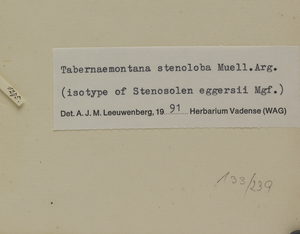 Tabernaemontana stenoloba Muell.Arg.
(isotype of Stenosolen eggersii Mgf.)
Det. A. J. M. Leeuwenberg, 19 91 Herbarium Vadense (WAG)
133/239